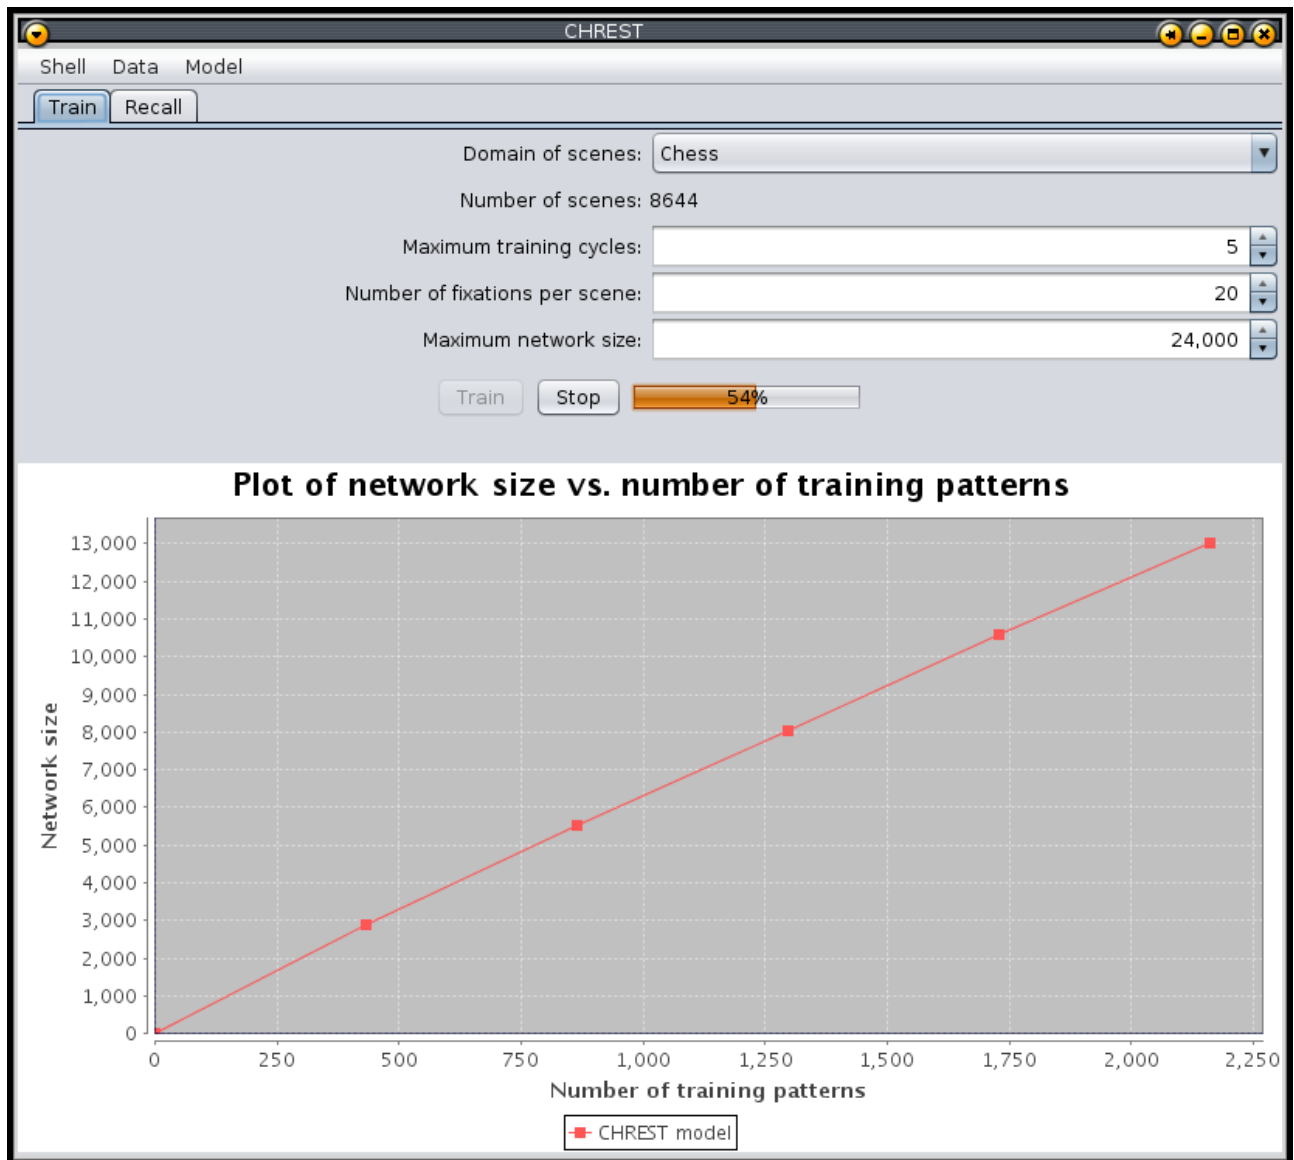 CHREST
Shell Data Model
Train Recall
Domain of scenes: Chess
Number of scenes: 8644
Maximum training cycles: 5
Number of fixations per scene: 20
Maximum network size: 24,000
Train Stop 54%
Plot of network size vs. number of training patterns
13,000
12,000
11,000
10,000
9,000
8,000
7,000
6,000
5,000
4,000
3,000
2,000
1,000
0
Network size
0 250 500 750 1,000 1,250 1,500 1,750 2,000 2,250
Number of training patterns
CHREST model